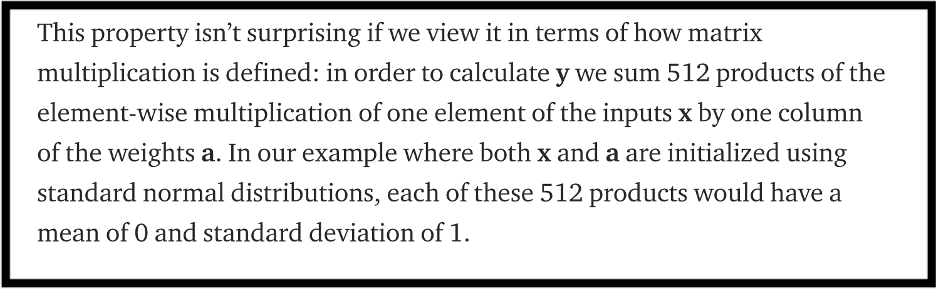 This property isn’t surprising if we view it in terms of how matrix
multiplication is defined: in order to calculate y we sum 512 products of the
element-wise multiplication of one element of the inputs x by one column
of the weights a. In our example where both x and a are initialized using
standard normal distributions, each of these 512 products would have a
mean of 0 and standard deviation of 1.